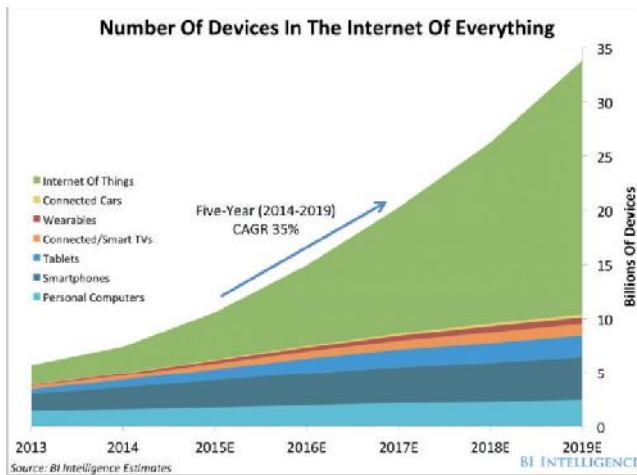 Number Of Devices In The Internet Of Everything
35
30
25
20
15
10
5
0
Billions Of Devices
Internet Of Things
Connected Cars
Wearables
Connected/Smart TVs
Tablets
Smartphones
Personal Computers
Five-Year (2014-2019)
CAGR 35%
2013 2014 2015E 2016E 2017E 2018E 2019E
Source: BI Intelligence Estimates
BI INTELLIGENCE